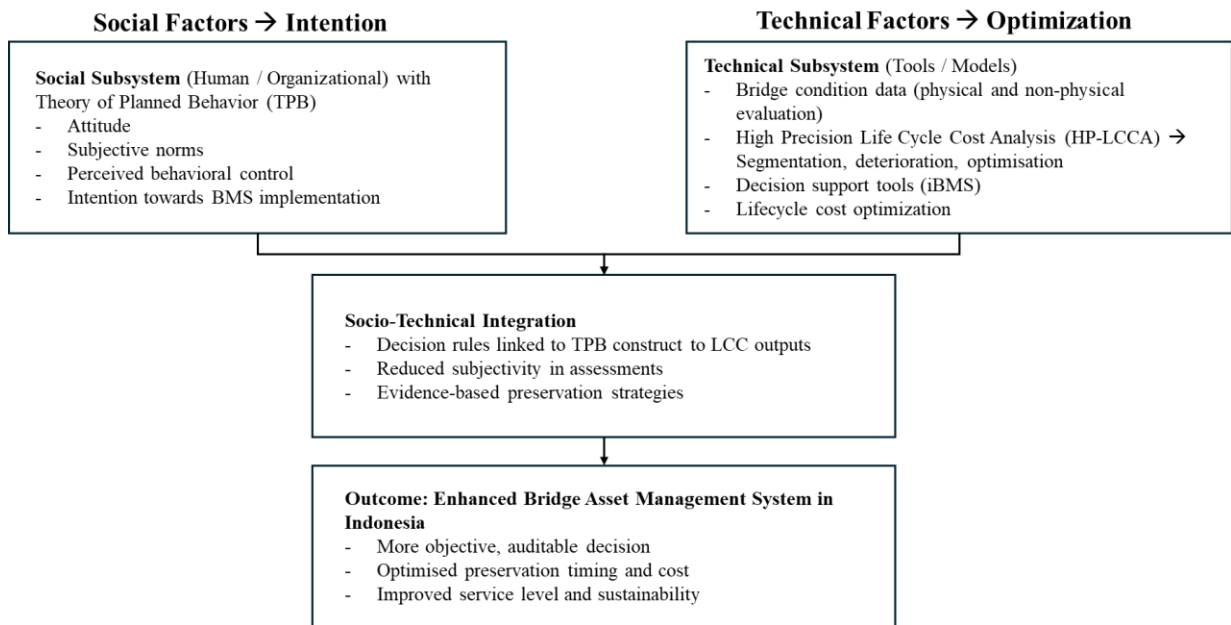 Social Factors → Intention
Social Subsystem (Human / Organizational) with
Theory of Planned Behavior (TPB)
- Attitude
- Subjective norms
- Perceived behavioral control
- Intention towards BMS implementation
Technical Factors → Optimization
Technical Subsystem (Tools / Models)
- Bridge condition data (physical and non-physical
evaluation)
- High Precision Life Cycle Cost Analysis (HP-LCCA) →
Segmentation, deterioration, optimisation
- Decision support tools (iBMS)
- Lifecycle cost optimization
Socio-Technical Integration
- Decision rules linked to TPB construct to LCC outputs
- Reduced subjectivity in assessments
- Evidence-based preservation strategies
Outcome: Enhanced Bridge Asset Management System in
Indonesia
- More objective, auditable decision
- Optimised preservation timing and cost
- Improved service level and sustainability